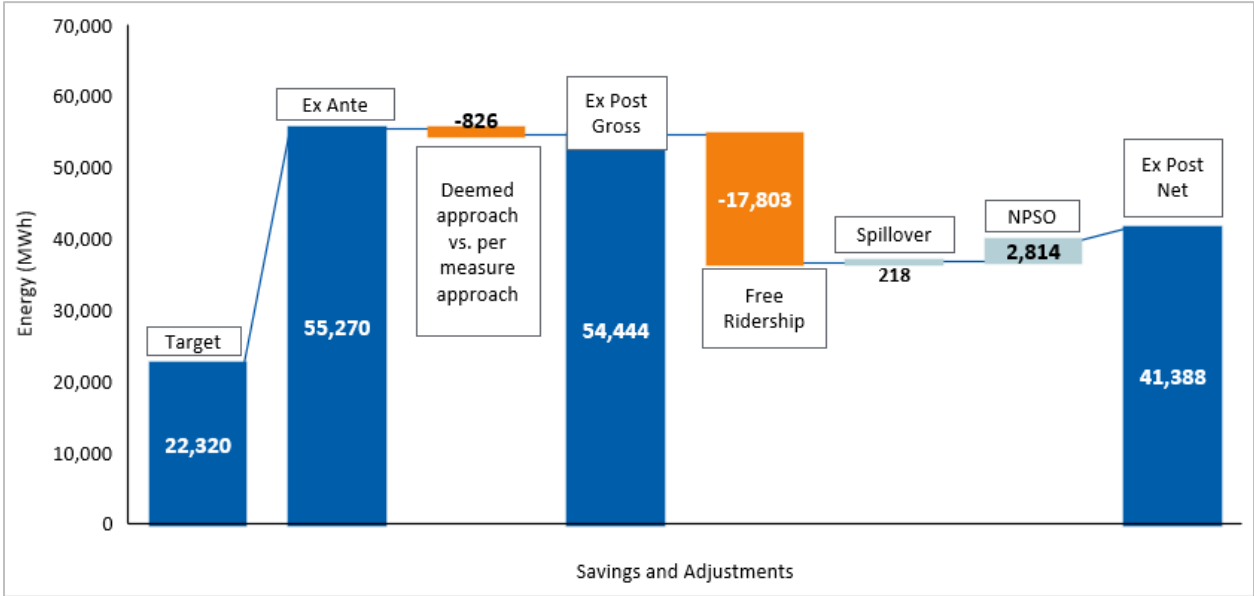 70,000
60,000
50,000
40,000
30,000
20,000
10,000
0
Energy (MWh)
Target
22,320
Ex Ante
55,270
-826
Deemed
approach
vs. per
measure
approach
Ex Post
Gross
54,444
-17,803
Free
Ridership
Spillover
218
NPSO
2,814
Ex Post
Net
41,388
Savings and Adjustments